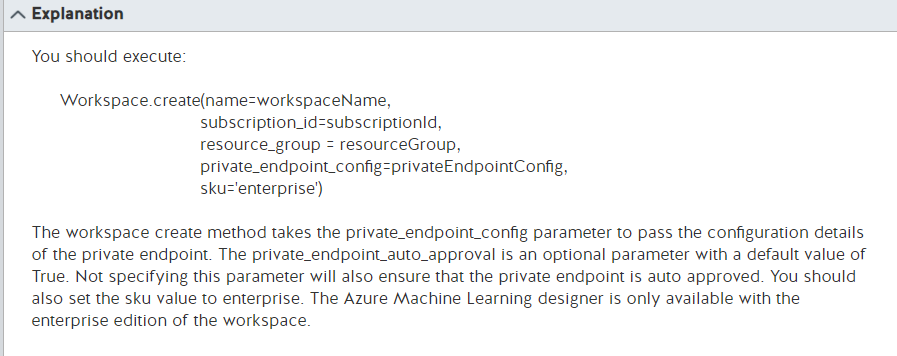 Explanation
You should execute:
Workspace.create(name=workspaceName,
subscription_id=subscriptionId,
resource_group = resourceGroup,
private_endpoint_config=privateEndpointConfig,
sku='enterprise')
The workspace create method takes the private_endpoint_config parameter to pass the configuration details
of the private endpoint. The private_endpoint_auto_approval is an optional parameter with a default value of
True. Not specifying this parameter will also ensure that the private endpoint is auto approved. You should
also set the sku value to enterprise. The Azure Machine Learning designer is only available with the
enterprise edition of the workspace.